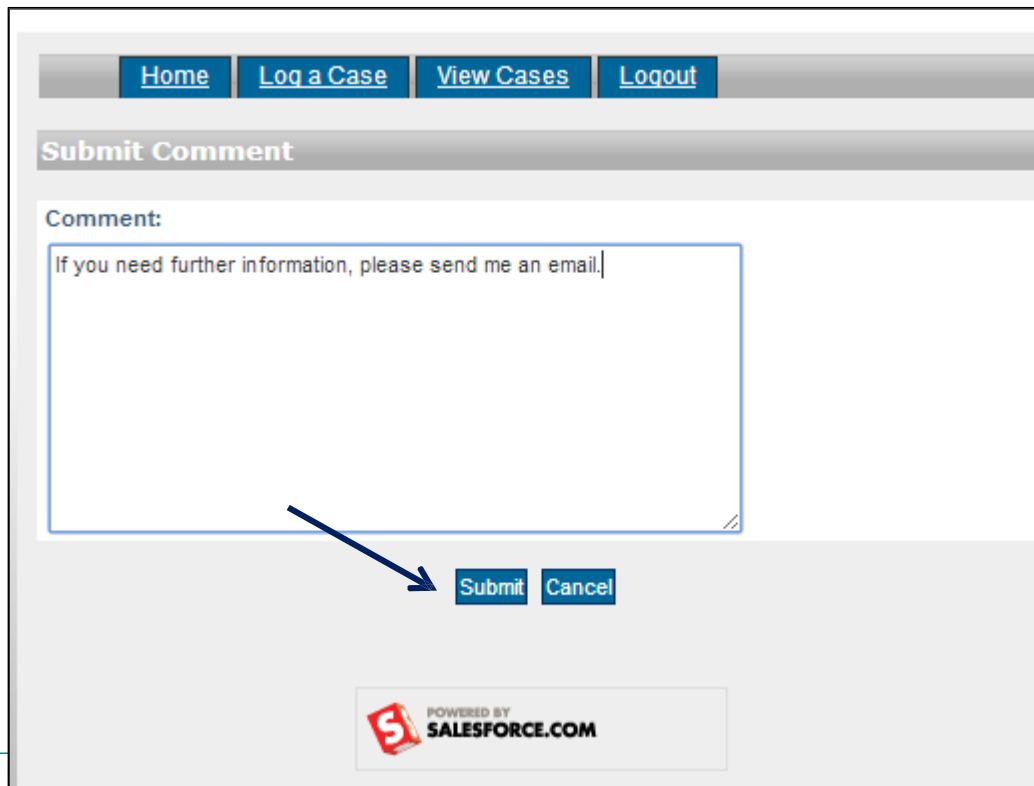 Home Log a Case View Cases Logout
Submit Comment
Comment:
If you need further information, please send me an email.
Submit Cancel
S
POWERED BY
SALESFORCE.COM